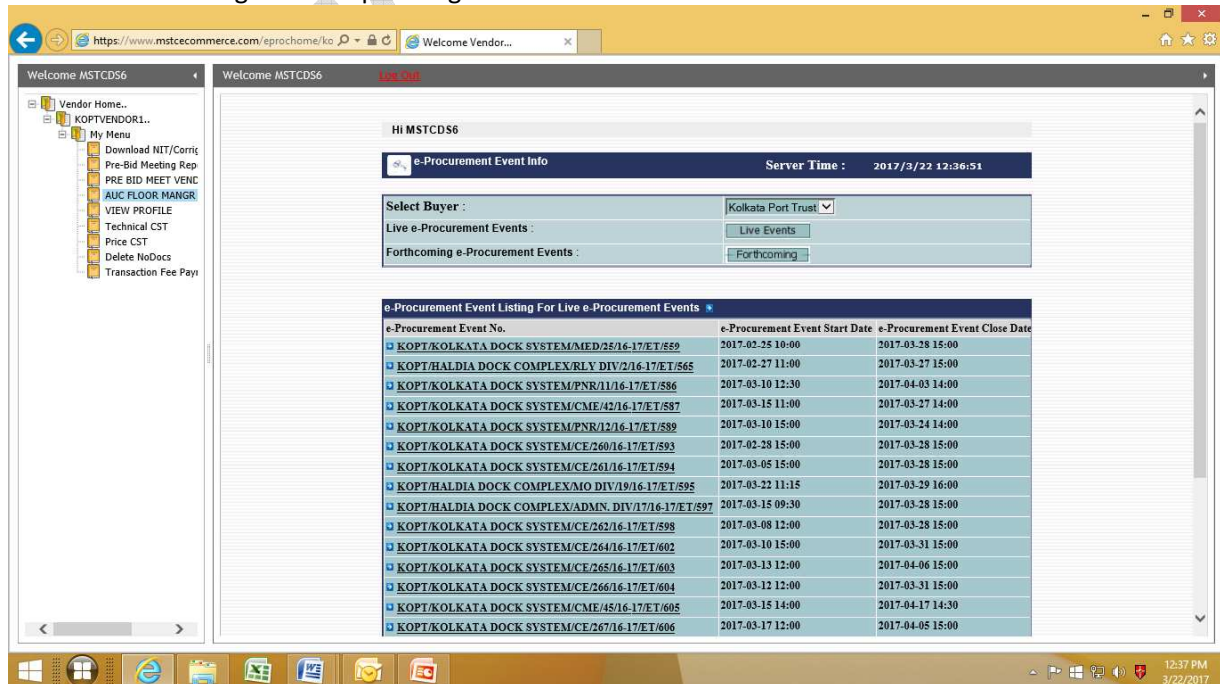 https://www.mstcecommerce.com/eprochome/ko
Welcome Vendor...
Welcome MSTCDS6
Welcome MSTCDS6 Log Out
Vendor Home..
KOPTVENDOR1..
My Menu
Download NIT/Corrig
Pre-Bid Meeting Rep
PRE BID MEET VEND
AUC FLOOR MANGR
VIEW PROFILE
Technical CST
Price CST
Delete NoDocs
Transaction Fee Payı
Hi MSTCDS6
e-Procurement Event Info Server Time : 2017/3/22 12:36:51
Select Buyer : Kolkata Port Trust
Live e-Procurement Events : Live Events
Forthcoming e-Procurement Events : Forthcoming
e-Procurement Event Listing For Live e-Procurement Events
e-Procurement Event No. e-Procurement Event Start Date e-Procurement Event Close Date
KOPT/KOLKATA DOCK SYSTEM/MED/25/16-17/ET/559 2017-02-25 10:00 2017-03-28 15:00
KOPT/HALDIA DOCK COMPLEX/RLY DIV/2/16-17/ET/565 2017-02-27 11:00 2017-03-27 15:00
KOPT/KOLKATA DOCK SYSTEM/PNR/11/16-17/ET/586 2017-03-10 12:30 2017-04-03 14:00
KOPT/KOLKATA DOCK SYSTEM/CME/42/16-17/ET/587 2017-03-15 11:00 2017-03-27 14:00
KOPT/KOLKATA DOCK SYSTEM/PNR/12/16-17/ET/589 2017-03-10 15:00 2017-03-24 14:00
KOPT/KOLKATA DOCK SYSTEM/CE/260/16-17/ET/593 2017-02-28 15:00 2017-03-28 15:00
KOPT/KOLKATA DOCK SYSTEM/CE/261/16-17/ET/594 2017-03-05 15:00 2017-03-28 15:00
KOPT/HALDIA DOCK COMPLEX/MO DIV/19/16-17/ET/595 2017-03-22 11:15 2017-03-29 16:00
KOPT/HALDIA DOCK COMPLEX/ADMN. DIV/17/16-17/ET/597 2017-03-15 09:30 2017-03-28 15:00
KOPT/KOLKATA DOCK SYSTEM/CE/262/16-17/ET/598 2017-03-08 12:00 2017-03-28 15:00
KOPT/KOLKATA DOCK SYSTEM/CE/264/16-17/ET/602 2017-03-10 15:00 2017-03-31 15:00
KOPT/KOLKATA DOCK SYSTEM/CE/265/16-17/ET/603 2017-03-13 12:00 2017-04-06 15:00
KOPT/KOLKATA DOCK SYSTEM/CE/266/16-17/ET/604 2017-03-12 12:00 2017-03-31 15:00
KOPT/KOLKATA DOCK SYSTEM/CME/45/16-17/ET/605 2017-03-15 14:00 2017-04-17 14:30
KOPT/KOLKATA DOCK SYSTEM/CE/267/16-17/ET/606 2017-03-17 12:00 2017-04-05 15:00
12:37 PM
3/22/2017